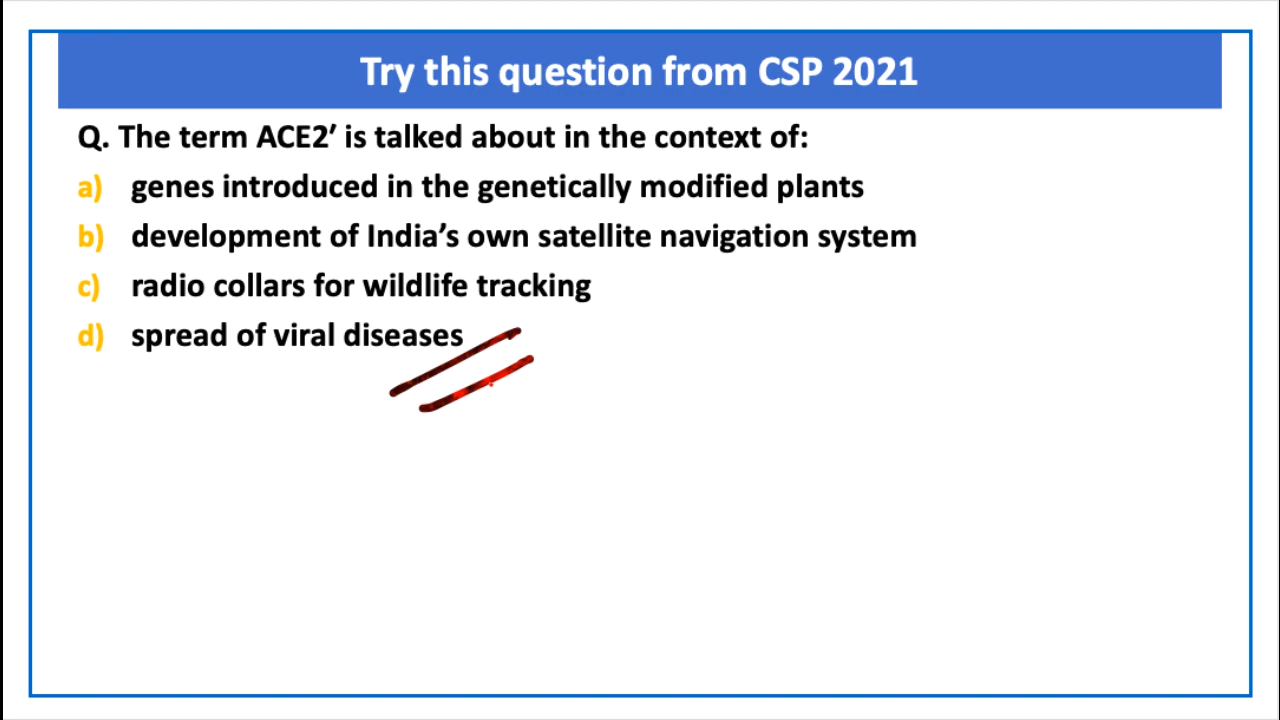 Try this question from CSP 2021
Q. The term ACE2′ is talked about in the context of:
a) genes introduced in the genetically modified plants
b) development of India’s own satellite navigation system
c) radio collars for wildlife tracking
d) spread of viral diseases